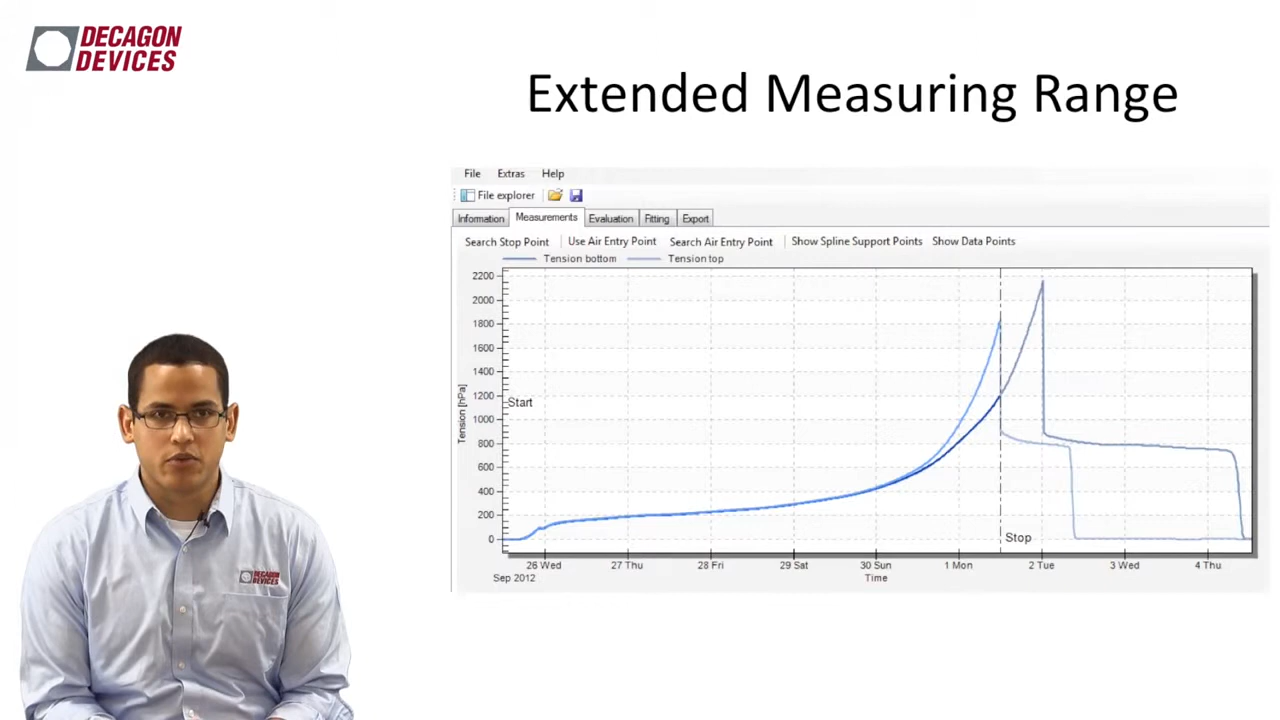 DECAGON
DEVICES
Extended Measuring Range
File Extras Help
File explorer
Information Measurements Evaluation Fitting Export
Search Stop Point Use Air Entry Point Search Air Entry Point Show Spline Support Points Show Data Points
Tension bottom Tension top
2200
2000
1800
1600
1400
1200
1000
800
600
400
200
0
Tension [hPa]
Start
Stop
26 Wed 27 Thu 28 Fri 29 Sat 30 Sun 1 Mon 2 Tue 3 Wed 4 Thu
Sep 2012 Time
DECAGON
DEVICES